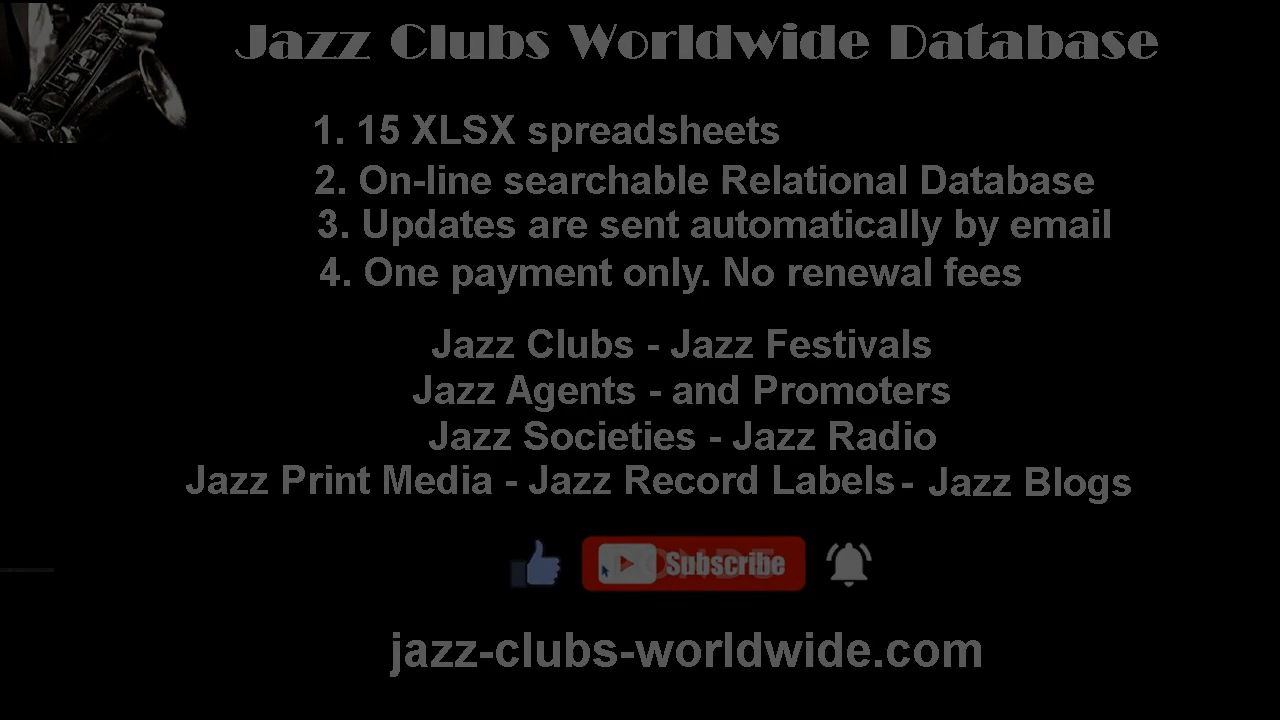 Jazz Clubs Worldwide Database
1. 15 XLSX spreadsheets
2. On-line searchable Relational Database
3. Updates are sent automatically by email
4. One payment only. No renewal fees
Jazz Clubs - Jazz Festivals
Jazz Agents - and Promoters
Jazz Societies - Jazz Radio
Jazz Print Media - Jazz Record Labels - Jazz Blogs
Subscribe
jazz-clubs-worldwide.com